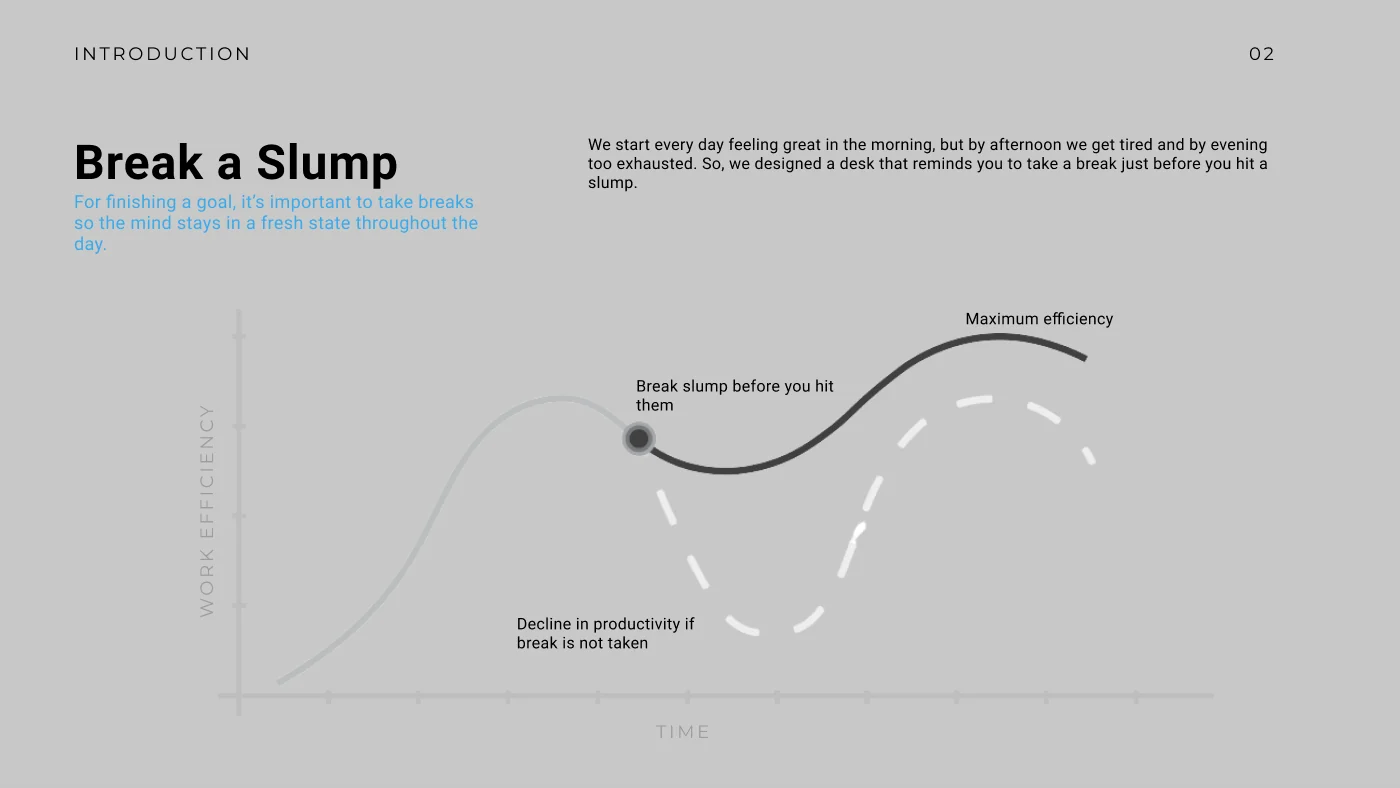 INTRODUCTION
02
Break a Slump
For finishing a goal, it's important to take breaks
so the mind stays in a fresh state throughout the
day.
We start every day feeling great in the morning, but by afternoon we get tired and by evening
too exhausted. So, we designed a desk that reminds you to take a break just before you hit a
slump.
Maximum efficiency
Break slump before you hit
them
WORK EFFICIENCY
Decline in productivity if
break is not taken
TIME